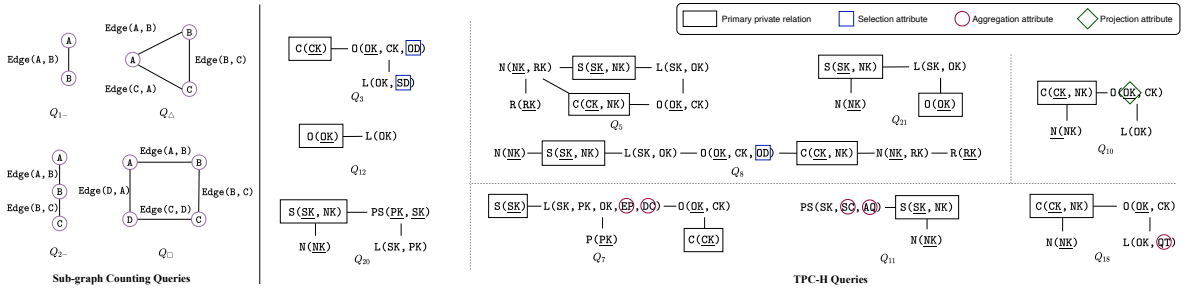 Primary private relation
Selection attribute
Aggregation attribute
Projection attribute
A
Edge(A,B)
B
Q1−
Edge(A,B)
B
A
Edge(B,C)
Edge(C,A)
C
Q△
A
Edge(A,B)
B
Edge(B,C)
C
Q2−
Edge(A,B)
A
B
Edge(D,A)
Edge(B,C)
Edge(C,D)
D
C
Q□
Sub-graph Counting Queries
C(CK)
O(OK, CK, OD)
L(OK, SD)
Q3
O(OK)
L(OK)
Q12
S(SK, NK)
PS(PK, SK)
N(NK)
L(SK, PK)
Q20
N(NK, RK)
S(SK, NK)
L(SK, OK)
R(RK)
C(CK, NK)
O(OK, CK)
Q5
S(SK, NK)
L(SK, OK)
N(NK)
O(OK)
Q21
N(NK)
S(SK, NK)
L(SK, OK)
O(OK, CK, OD)
C(CK, NK)
N(NK, RK)
R(RK)
Q8
C(CK, NK)
O(OK, CK)
N(NK)
L(OK)
Q10
S(SK)
L(SK, PK, OK, EP, DC)
O(OK, CK)
P(PK)
C(CK)
Q7
PS(SK, SC, AQ)
S(SK, NK)
N(NK)
Q11
C(CK, NK)
O(OK, CK)
N(NK)
L(OK, QT)
Q18
TPC-H Queries